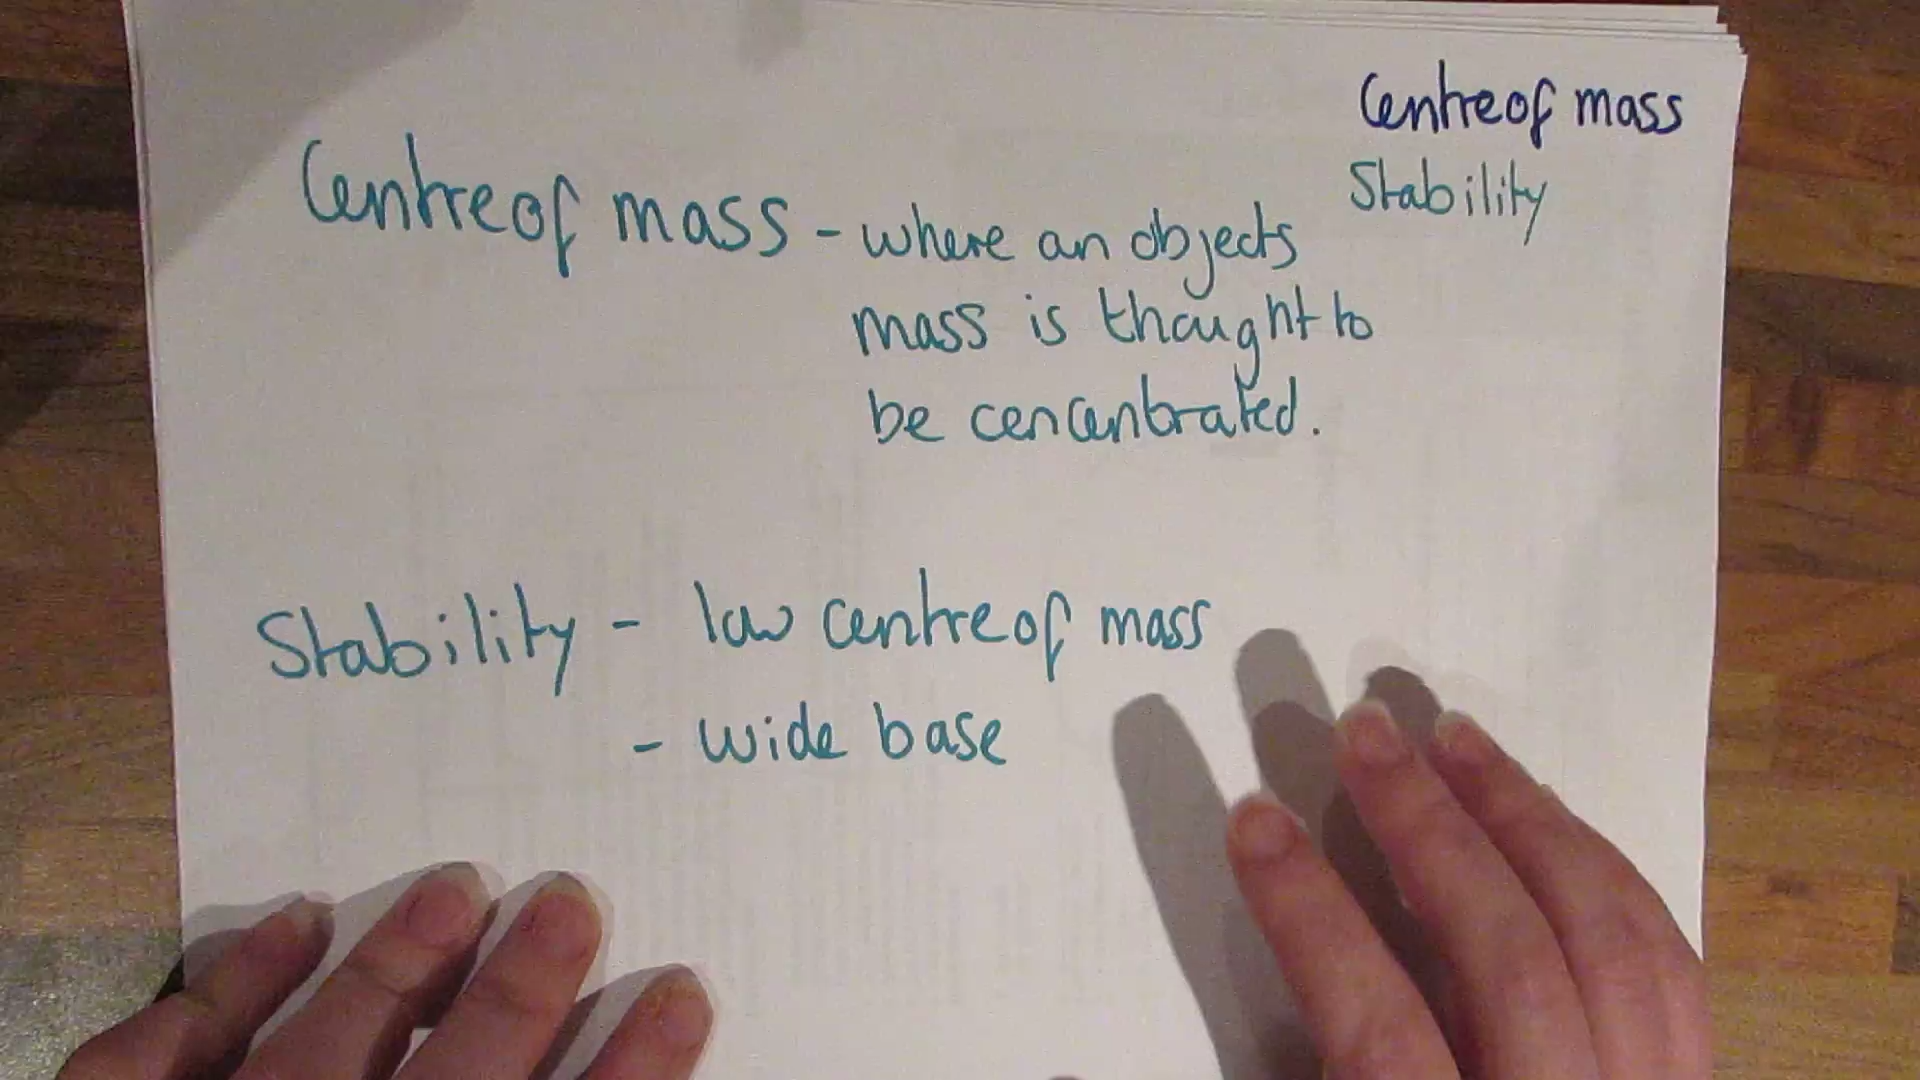 Centre of mass
Stability
Centre of mass - where an objects
mass is thought to
be cencentrated.
Stability - low centre of mass
- wide base